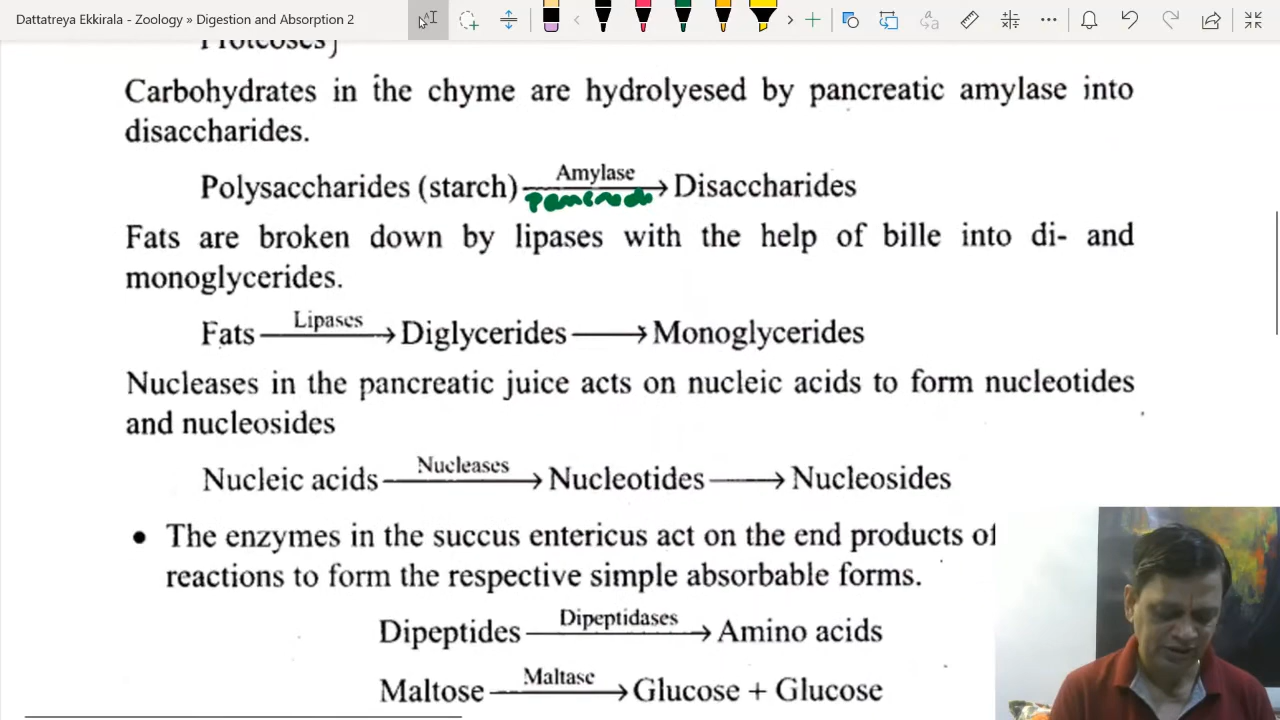 Dattatreya Ekkirala - Zoology » Digestion and Absorption 2
Proteoses
Carbohydrates in the chyme are hydrolyesed by pancreatic amylase into
disaccharides.
Amylase
Polysaccharides (starch) → Disaccharides
Fats are broken down by lipases with the help of bille into di- and
monoglycerides.
Lipases
Fats → Diglycerides → Monoglycerides
Nucleases in the pancreatic juice acts on nucleic acids to form nucleotides
and nucleosides
Nucleases
Nucleic acids → Nucleotides → Nucleosides
• The enzymes in the succus entericus act on the end products of
reactions to form the respective simple absorbable forms.
Dipeptidases
Dipeptides → Amino acids
Maltase
Maltose → Glucose + Glucose